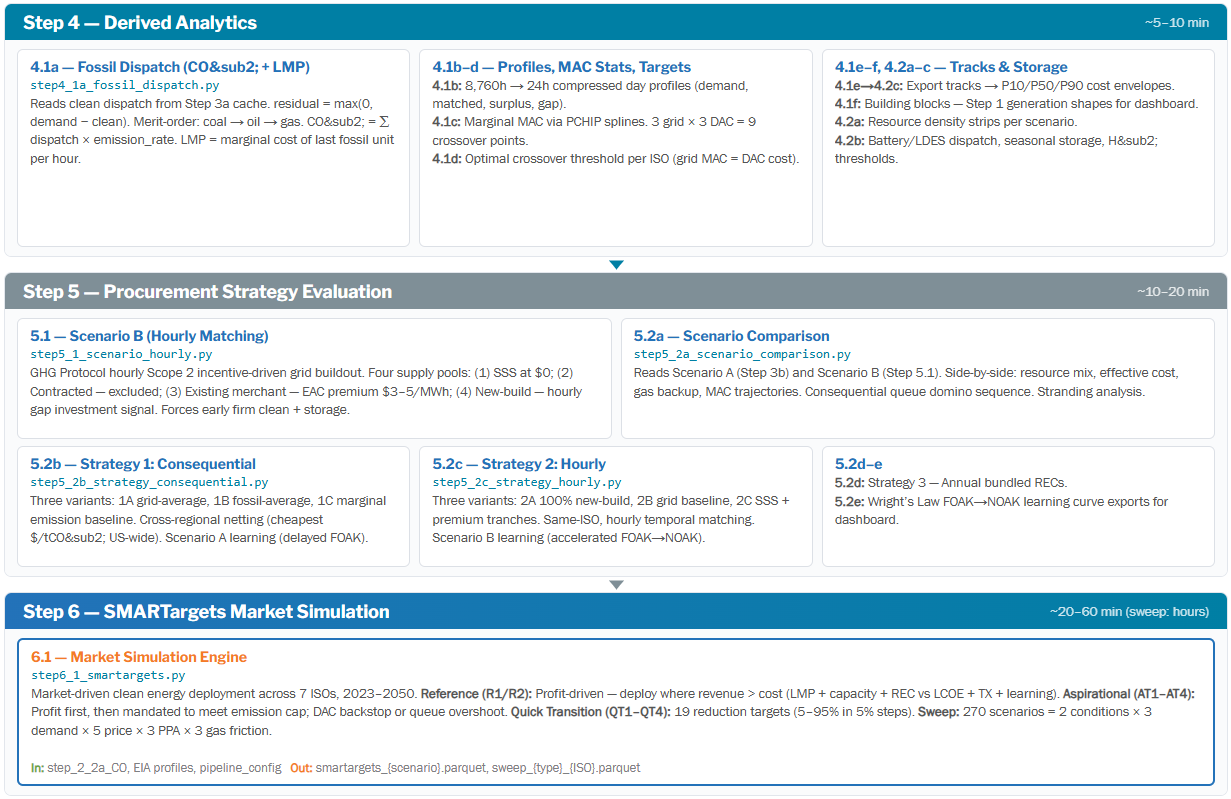 Step 4 — Derived Analytics
~5–10 min
4.1a — Fossil Dispatch (CO&sub2; + LMP)
step4_1a_fossil_dispatch.py
Reads clean dispatch from Step 3a cache. residual = max(0,
demand − clean). Merit-order: coal → oil → gas. CO&sub2; = Σ
dispatch × emission_rate. LMP = marginal cost of last fossil unit
per hour.
4.1b–d — Profiles, MAC Stats, Targets
4.1b: 8,760h → 24h compressed day profiles (demand,
matched, surplus, gap).
4.1c: Marginal MAC via PCHIP splines. 3 grid × 3 DAC = 9
crossover points.
4.1d: Optimal crossover threshold per ISO (grid MAC = DAC cost).
4.1e–f, 4.2a–c — Tracks & Storage
4.1e→4.2c: Export tracks → P10/P50/P90 cost envelopes.
4.1f: Building blocks — Step 1 generation shapes for dashboard.
4.2a: Resource density strips per scenario.
4.2b: Battery/LDES dispatch, seasonal storage, H&sub2;
thresholds.
Step 5 — Procurement Strategy Evaluation
~10–20 min
5.1 — Scenario B (Hourly Matching)
step5_1_scenario_hourly.py
GHG Protocol hourly Scope 2 incentive-driven grid buildout. Four supply pools: (1) SSS at $0; (2)
Contracted — excluded; (3) Existing merchant — EAC premium $3–5/MWh; (4) New-build — hourly
gap investment signal. Forces early firm clean + storage.
5.2a — Scenario Comparison
step5_2a_scenario_comparison.py
Reads Scenario A (Step 3b) and Scenario B (Step 5.1). Side-by-side: resource mix, effective cost,
gas backup, MAC trajectories. Consequential queue domino sequence. Stranding analysis.
5.2b — Strategy 1: Consequential
step5_2b_strategy_consequential.py
Three variants: 1A grid-average, 1B fossil-average, 1C marginal
emission baseline. Cross-regional netting (cheapest
$/tCO&sub2; US-wide). Scenario A learning (delayed FOAK).
5.2c — Strategy 2: Hourly
step5_2c_strategy_hourly.py
Three variants: 2A 100% new-build, 2B grid baseline, 2C SSS +
premium tranches. Same-ISO, hourly temporal matching.
Scenario B learning (accelerated FOAK→NOAK).
5.2d–e
5.2d: Strategy 3 — Annual bundled RECs.
5.2e: Wright's Law FOAK→NOAK learning curve exports for
dashboard.
Step 6 — SMARTargets Market Simulation
~20–60 min (sweep: hours)
6.1 — Market Simulation Engine
step6_1_smartargets.py
Market-driven clean energy deployment across 7 ISOs, 2023–2050. Reference (R1/R2): Profit-driven — deploy where revenue > cost (LMP + capacity + REC vs LCOE + TX + learning). Aspirational (AT1–AT4):
Profit first, then mandated to meet emission cap; DAC backstop or queue overshoot. Quick Transition (QT1–QT4): 19 reduction targets (5–95% in 5% steps). Sweep: 270 scenarios = 2 conditions × 3
demand × 5 price × 3 PPA × 3 gas friction.
In: step_2_2a_CO, EIA profiles, pipeline_config Out: smartargets_{scenario}.parquet, sweep_{type}_{ISO}.parquet